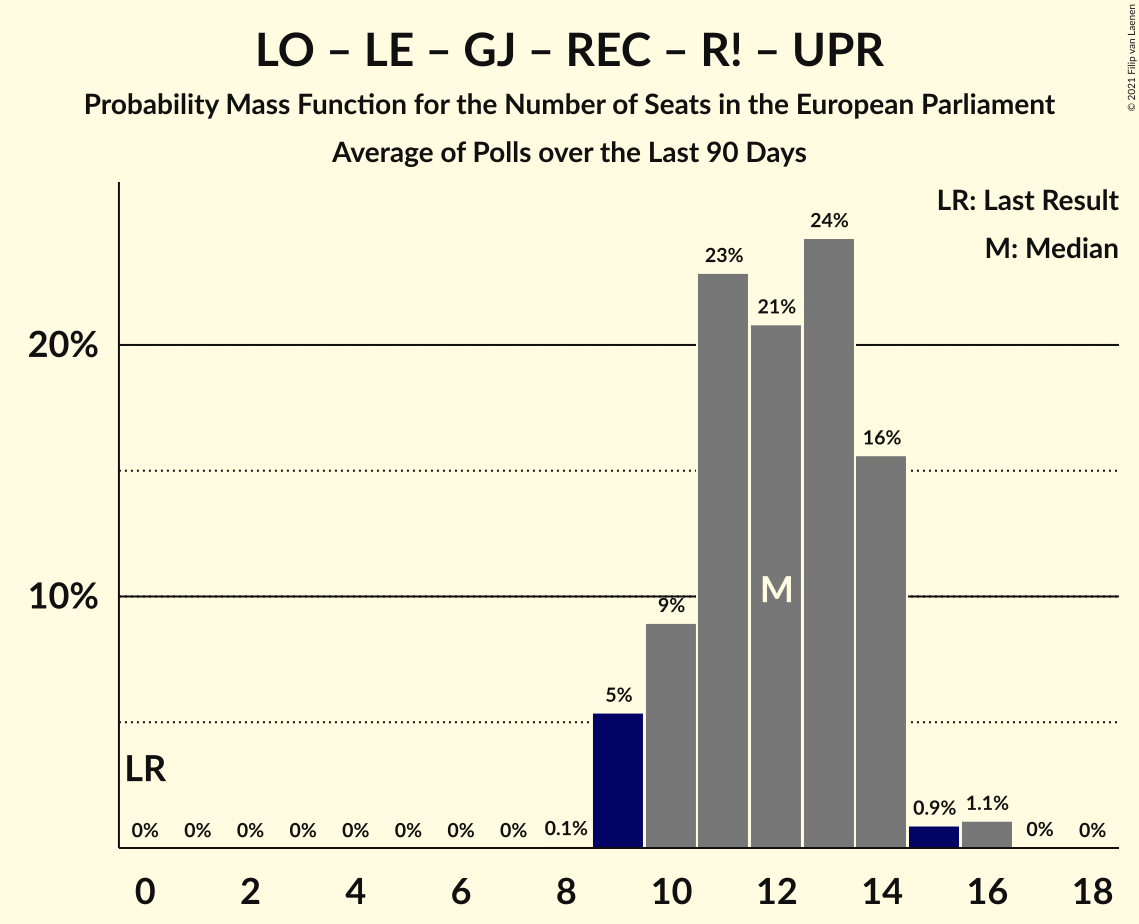 LO – LE – GJ – REC – R! – UPR
Probability Mass Function for the Number of Seats in the European Parliament
Average of Polls over the Last 90 Days
© 2021 Filip van Laenen
LR: Last Result
M: Median
24%
23%
21%
20%
16%
M
10%
9%
5%
LR
0% 0% 0% 0% 0% 0% 0% 0% 0.1% 0.9% 1.1% 0% 0%
0 2 4 6 8 10 12 14 16 18